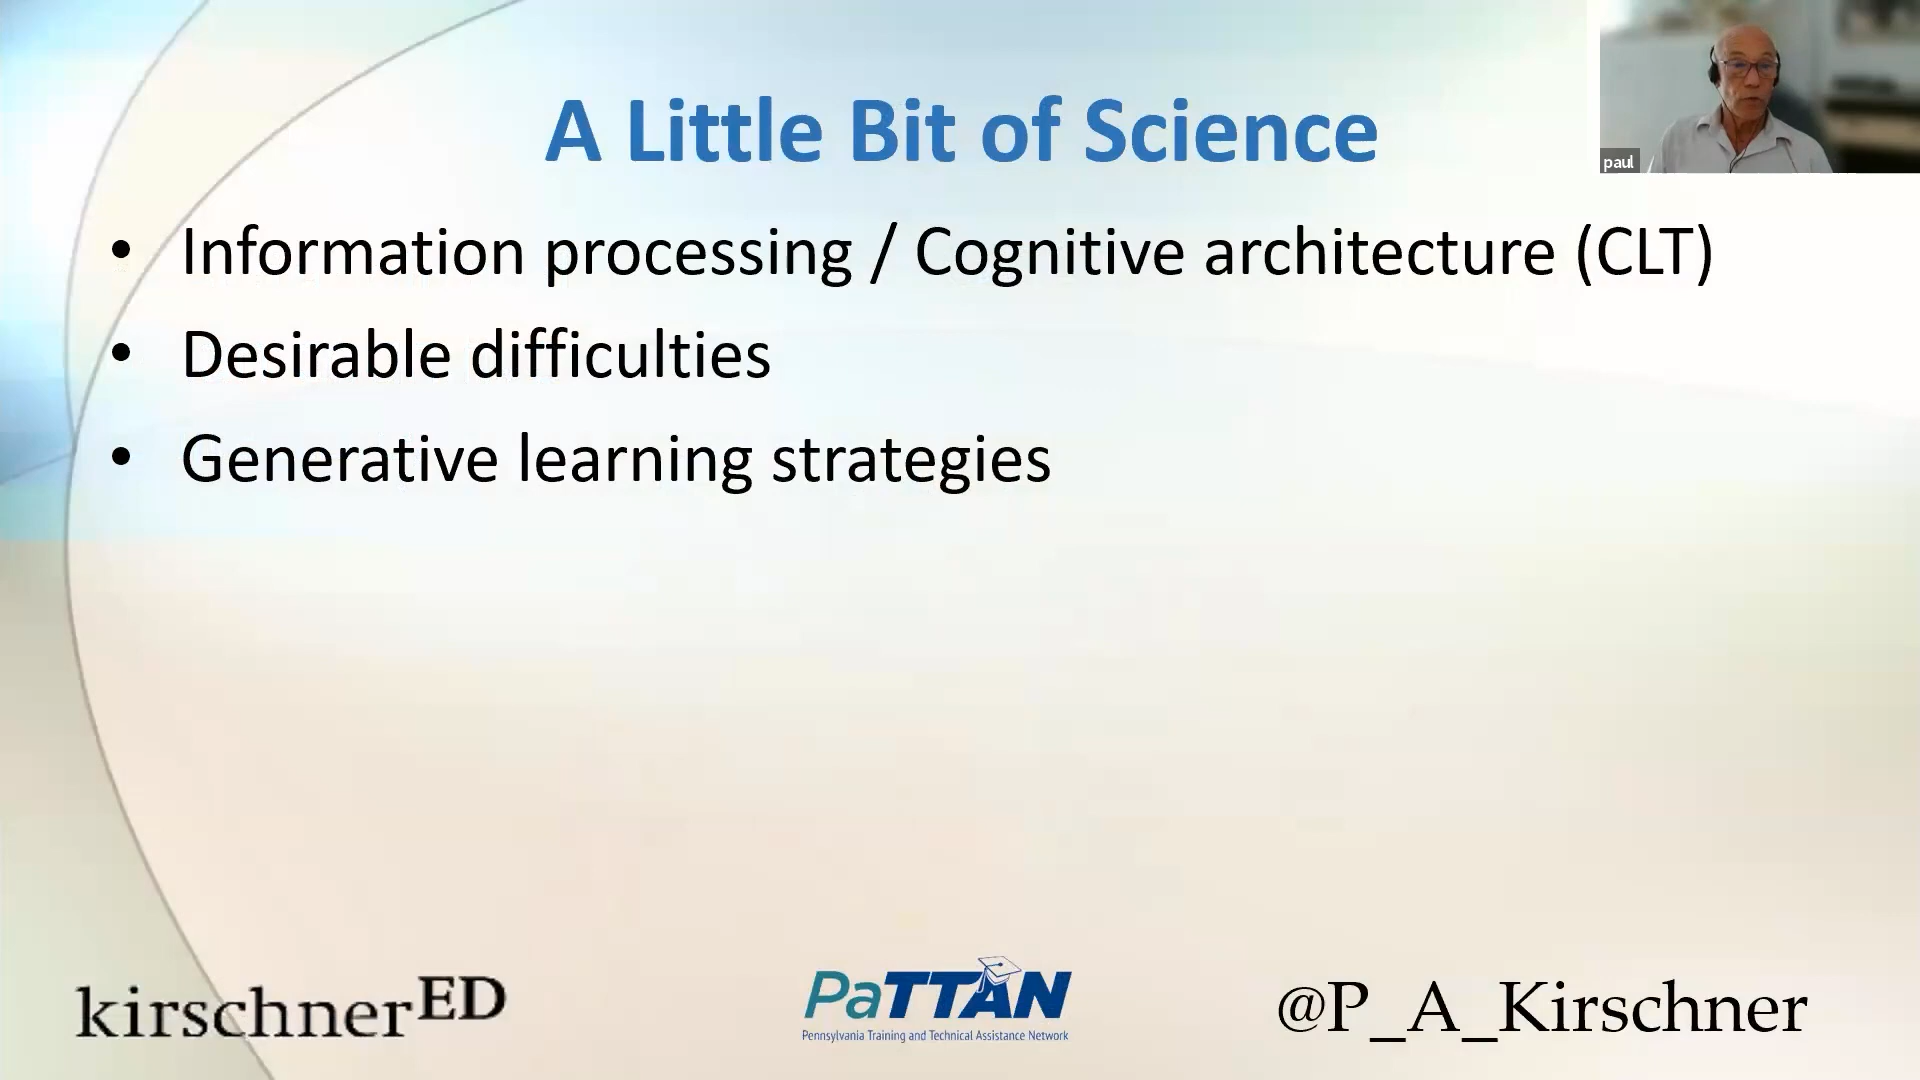 A Little Bit of Science
paul
• Information processing / Cognitive architecture (CLT)
• Desirable difficulties
• Generative learning strategies
kirschnerED
PaTTAN
Pennsylvania Training and Technical Assistance Network
@P_A_Kirschner